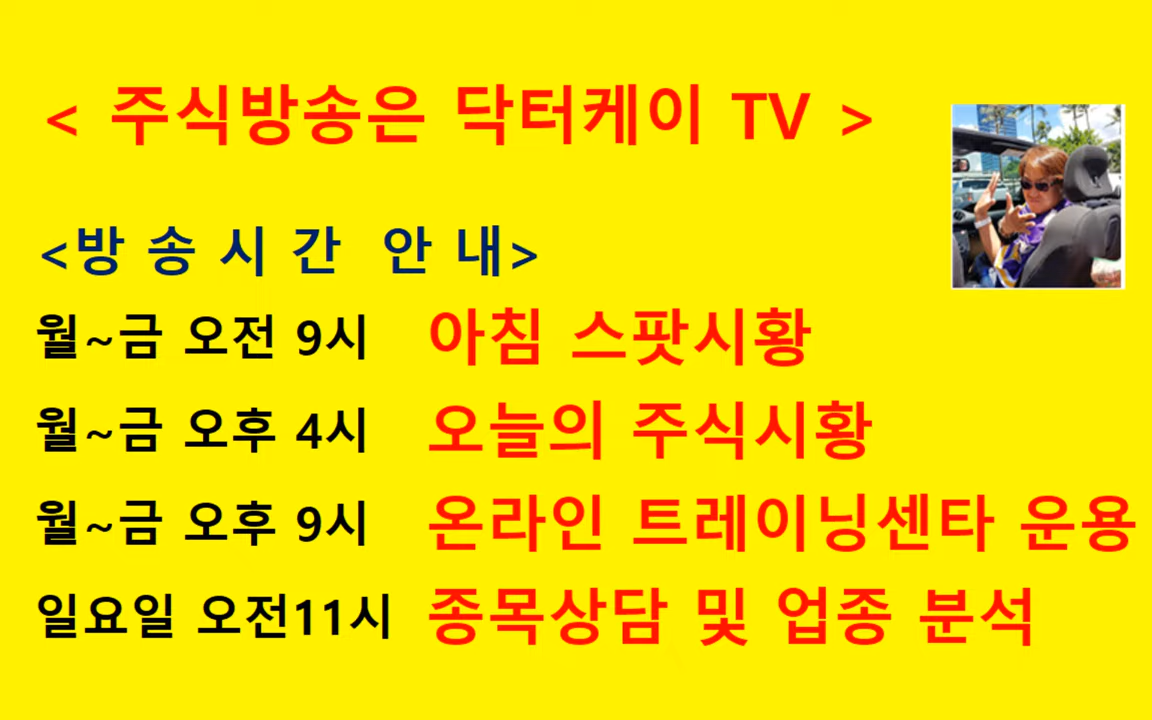 < 주식방송은 닥터케이 TV >
<방 송 시 간 안 내>
월~금 오전 9시 아침 스팟시황
월~금 오후 4시 오늘의 주식시황
월~금 오후 9시 온라인 트레이닝센타 운용
일요일 오전11시 종목상담 및 업종 분석